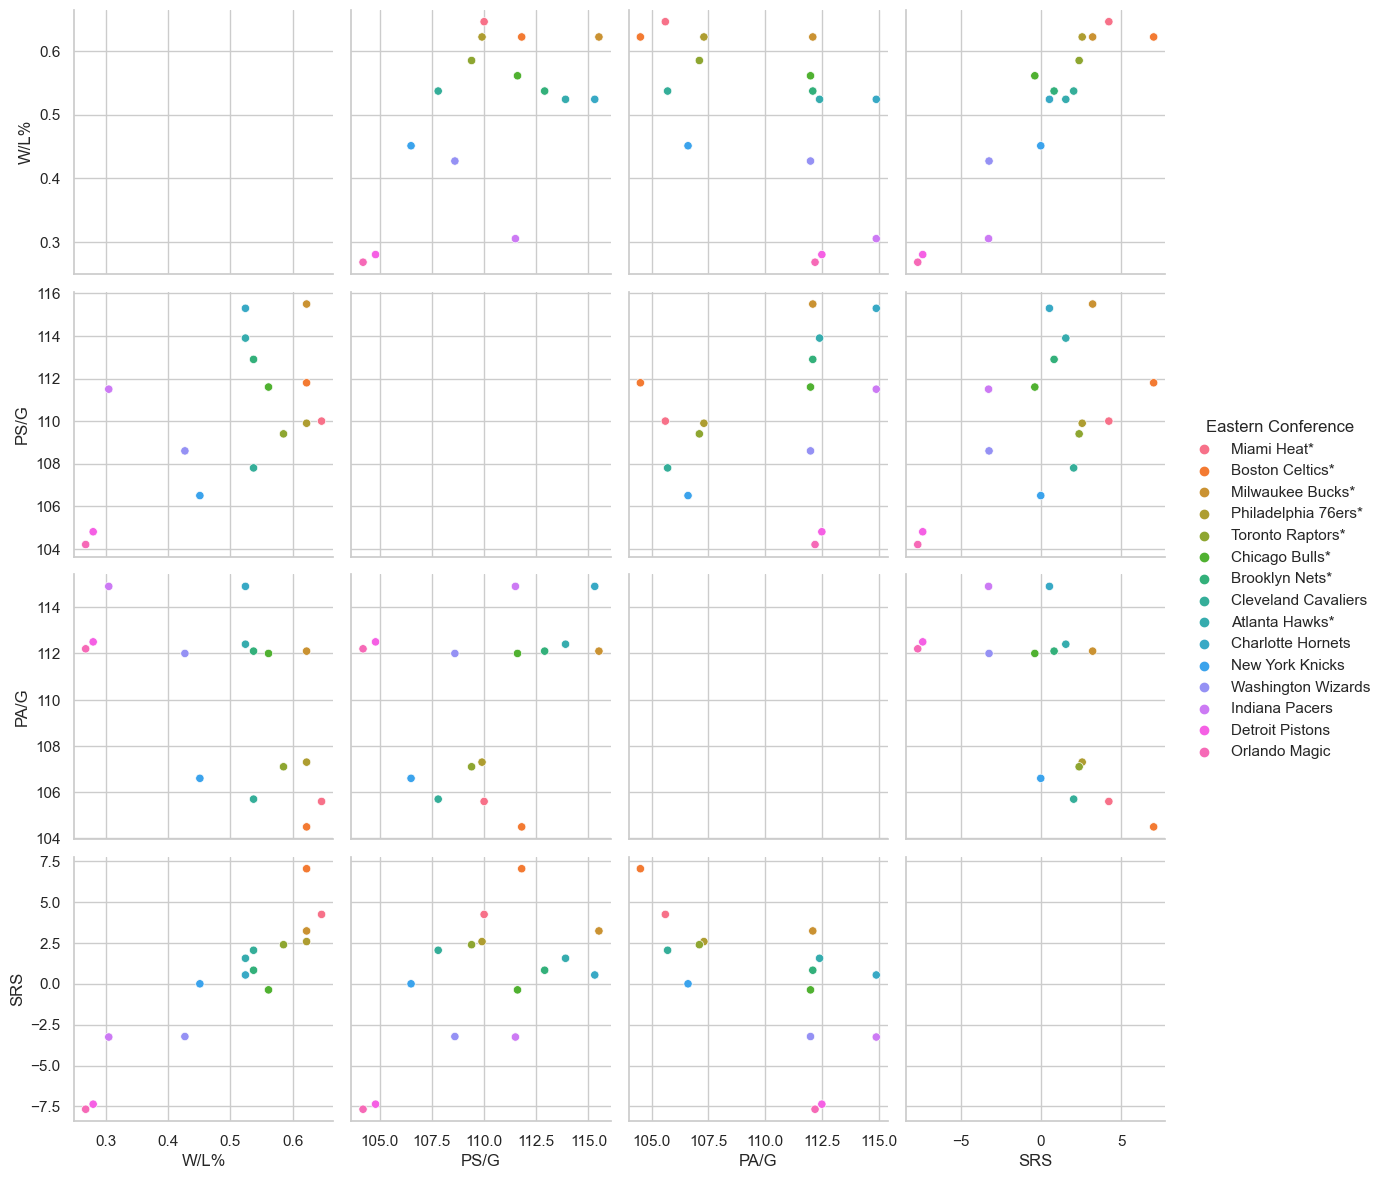 0.6
0.5
0.4
0.3
W/L%
116
114
112
110
108
106
104
PS/G
114
112
110
108
106
104
PA/G
7.5
5.0
2.5
0.0
−2.5
−5.0
−7.5
SRS
0.3 0.4 0.5 0.6
W/L%
105.0 107.5 110.0 112.5 115.0
PS/G
105.0 107.5 110.0 112.5 115.0
PA/G
−5 0 5
SRS
Eastern Conference
Miami Heat*
Boston Celtics*
Milwaukee Bucks*
Philadelphia 76ers*
Toronto Raptors*
Chicago Bulls*
Brooklyn Nets*
Cleveland Cavaliers
Atlanta Hawks*
Charlotte Hornets
New York Knicks
Washington Wizards
Indiana Pacers
Detroit Pistons
Orlando Magic